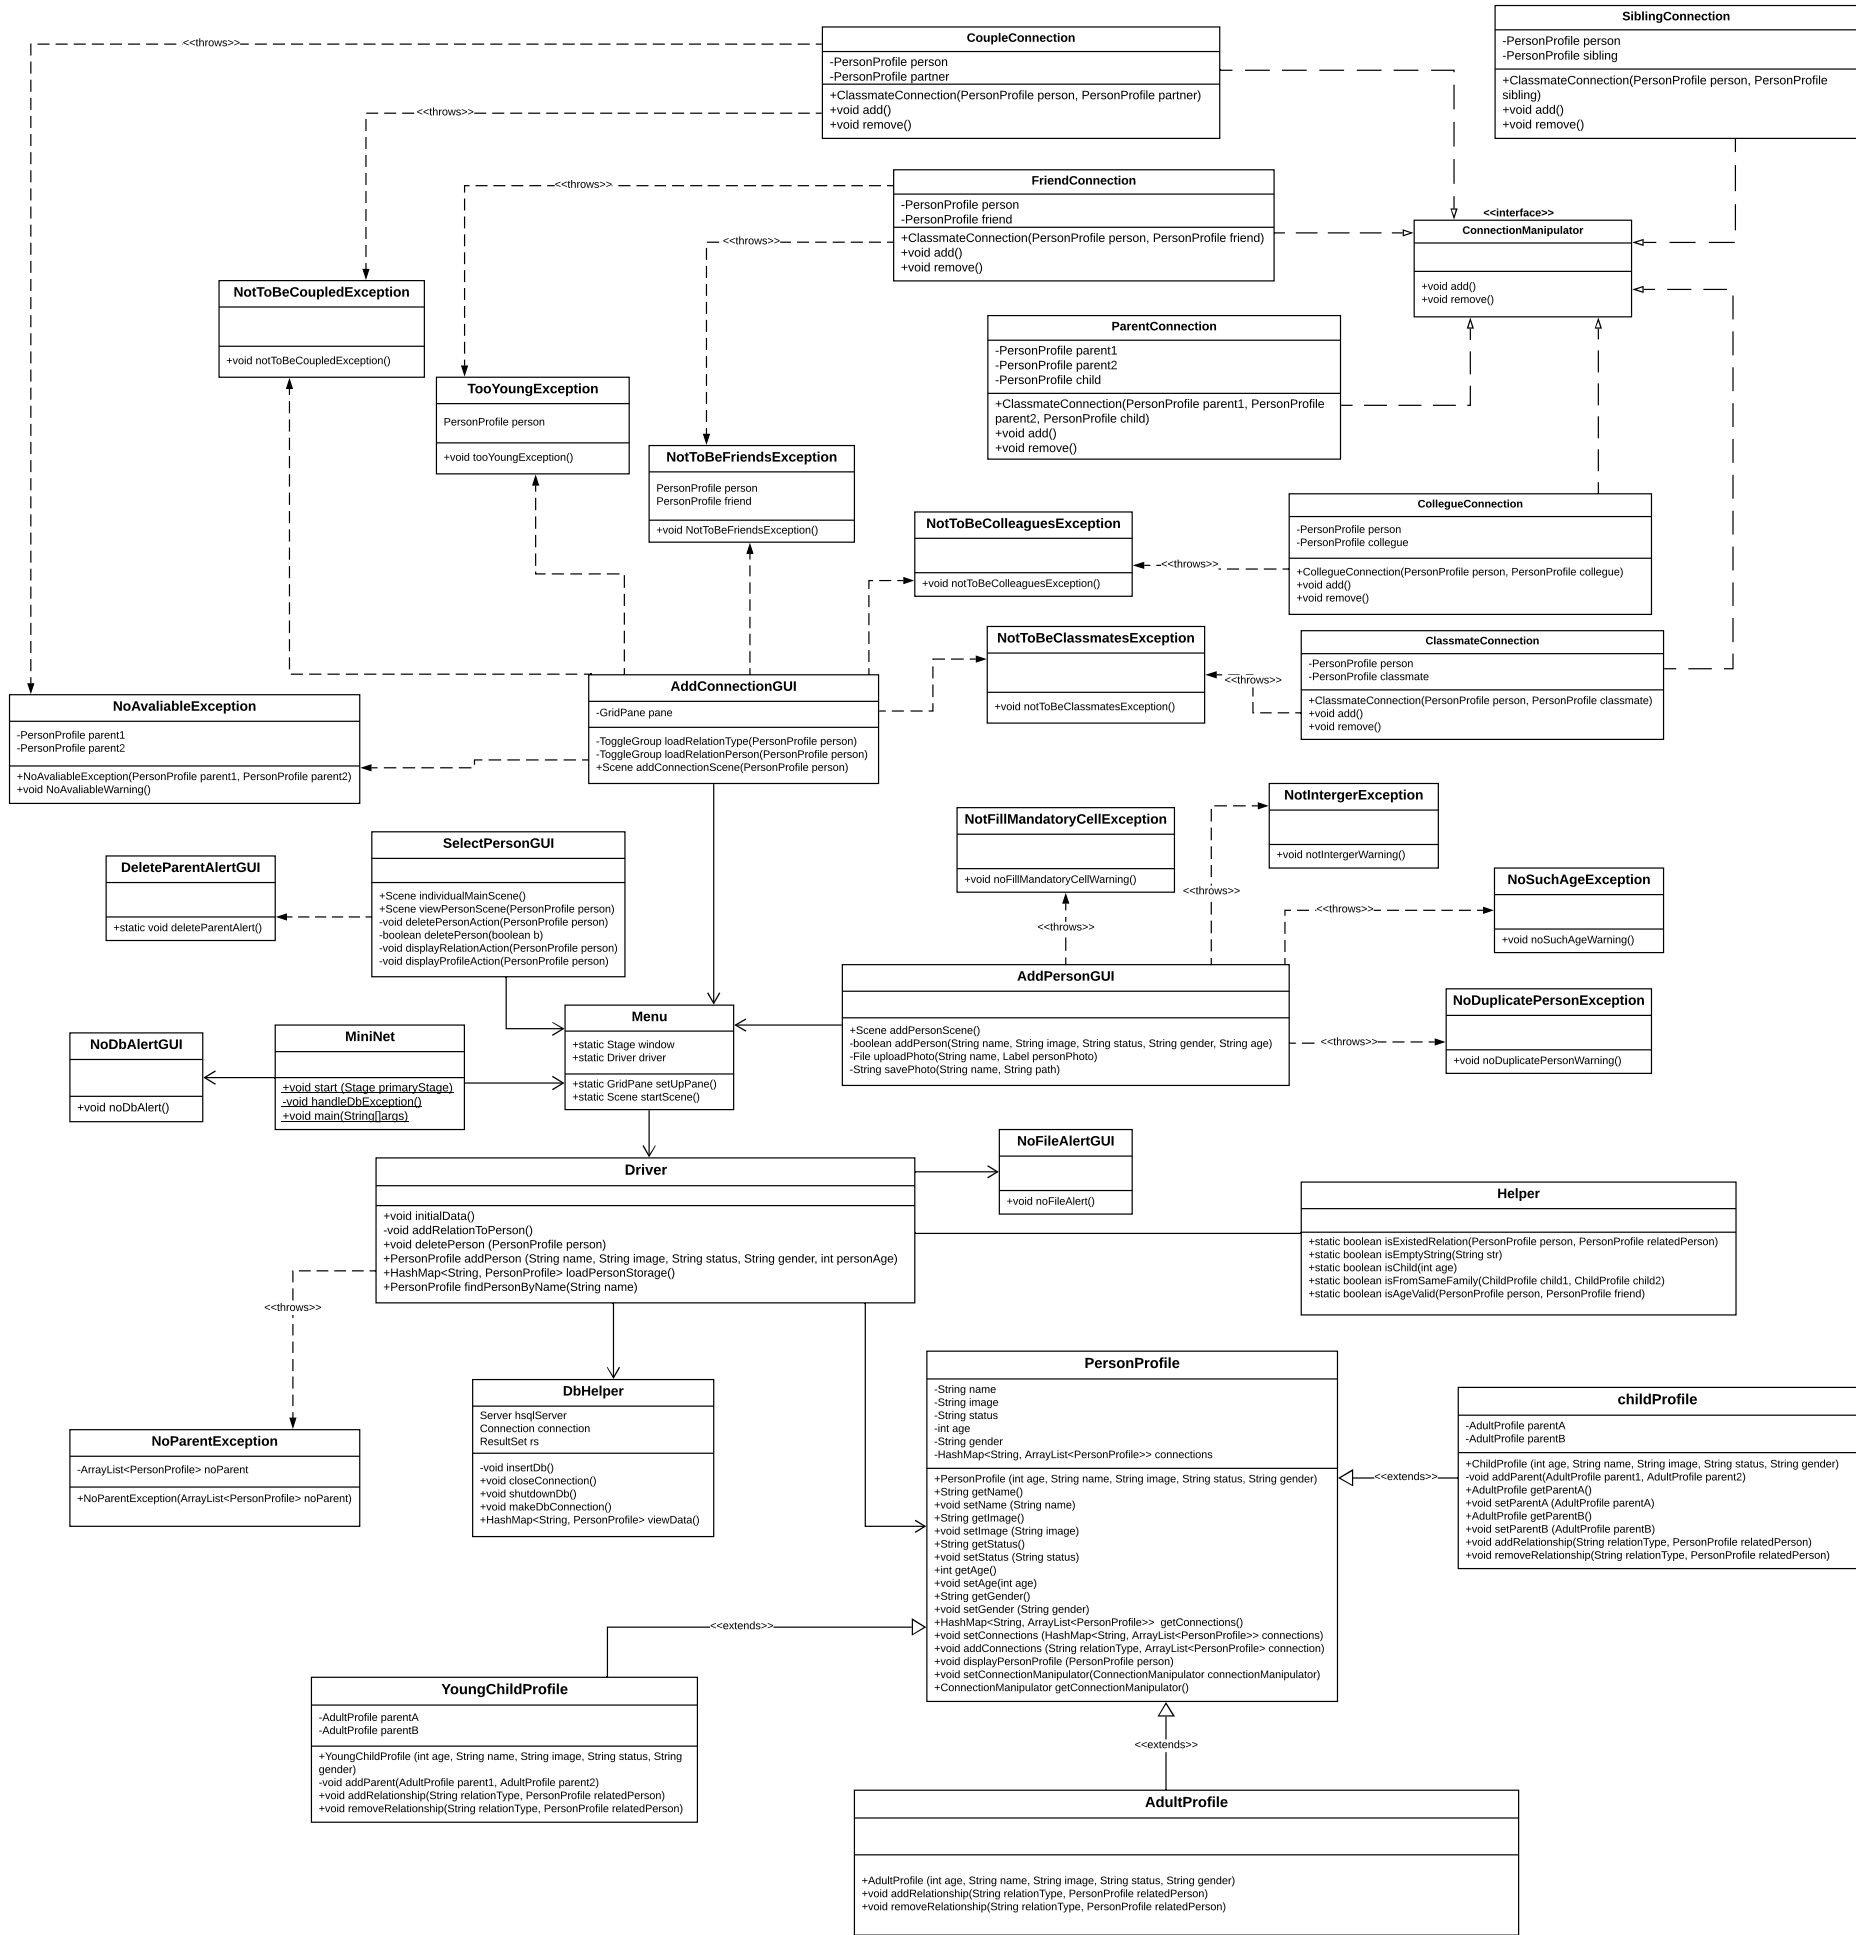 SiblingConnection
-PersonProfile person
-PersonProfile sibling
+ClassmateConnection(PersonProfile person, PersonProfile
sibling)
+void add()
+void remove()
CoupleConnection
-PersonProfile person
-PersonProfile partner
+ClassmateConnection(PersonProfile person, PersonProfile partner)
+void add()
+void remove()
<<throws>>
<<throws>>
FriendConnection
-PersonProfile person
-PersonProfile friend
+ClassmateConnection(PersonProfile person, PersonProfile friend)
+void add()
+void remove()
<<throws>>
<<throws>>
<<interface>>
ConnectionManipulator
+void add()
+void remove()
NotToBeCoupledException
+void notToBeCoupledException()
ParentConnection
-PersonProfile parent1
-PersonProfile parent2
-PersonProfile child
+ClassmateConnection(PersonProfile parent1, PersonProfile
parent2, PersonProfile child)
+void add()
+void remove()
TooYoungException
PersonProfile person
+void tooYoungException()
NotToBeFriendsException
PersonProfile person
PersonProfile friend
+void NotToBeFriendsException()
NotToBeColleaguesException
+void notToBeColleaguesException()
<<throws>>
CollegueConnection
-PersonProfile person
-PersonProfile collegue
+CollegueConnection(PersonProfile person, PersonProfile collegue)
+void add()
+void remove()
NotToBeClassmatesException
+void notToBeClassmatesException()
<<throws>>
ClassmateConnection
-PersonProfile person
-PersonProfile classmate
+ClassmateConnection(PersonProfile person, PersonProfile classmate)
+void add()
+void remove()
AddConnectionGUI
-GridPane pane
-ToggleGroup loadRelationType(PersonProfile person)
-ToggleGroup loadRelationPerson(PersonProfile person)
+Scene addConnectionScene(PersonProfile person)
NoAvaliableException
-PersonProfile parent1
-PersonProfile parent2
+NoAvaliableException(PersonProfile parent1, PersonProfile parent2)
+void NoAvaliableWarning()
NotIntergerException
+void notIntergerWarning()
NotFillMandatoryCellException
+void noFillMandatoryCellWarning()
<<throws>>
<<throws>>
SelectPersonGUI
+Scene individualMainScene()
+Scene viewPersonScene(PersonProfile person)
-void deletePersonAction(PersonProfile person)
-boolean deletePerson(boolean b)
-void displayRelationAction(PersonProfile person)
-void displayProfileAction(PersonProfile person)
DeleteParentAlertGUI
+static void deleteParentAlert()
NoSuchAgeException
+void noSuchAgeWarning()
<<throws>>
AddPersonGUI
+Scene addPersonScene()
-boolean addPerson(String name, String image, String status, String gender, String age)
-File uploadPhoto(String name, Label personPhoto)
-String savePhoto(String name, String path)
<<throws>>
NoDuplicatePersonException
+void noDuplicatePersonWarning()
Menu
+static Stage window
+static Driver driver
+static GridPane setUpPane()
+static Scene startScene()
MiniNet
+void start (Stage primaryStage)
-void handleDbException()
+void main(String[]args)
NoDbAlertGUI
+void noDbAlert()
NoFileAlertGUI
+void noFileAlert()
Driver
+void initialData()
-void addRelationToPerson()
+void deletePerson (PersonProfile person)
+PersonProfile addPerson (String name, String image, String status, String gender, int personAge)
+HashMap<String, PersonProfile> loadPersonStorage()
+PersonProfile findPersonByName(String name)
Helper
+static boolean isExistedRelation(PersonProfile person, PersonProfile relatedPerson)
+static boolean isEmptyString(String str)
+static boolean isChild(int age)
+static boolean isFromSameFamily(ChildProfile child1, ChildProfile child2)
+static boolean isAgeValid(PersonProfile person, PersonProfile friend)
<<throws>>
NoParentException
-ArrayList<PersonProfile> noParent
+NoParentException(ArrayList<PersonProfile> noParent)
DbHelper
Server hsqlServer
Connection connection
ResultSet rs
-void insertDb()
+void closeConnection()
+void shutdownDb()
+void makeDbConnection()
+HashMap<String, PersonProfile> viewData()
PersonProfile
-String name
-String image
-String status
-int age
-String gender
-HashMap<String, ArrayList<PersonProfile>> connections
+PersonProfile (int age, String name, String image, String status, String gender)
+String getName()
+void setName (String name)
+String getImage()
+void setImage (String image)
+String getStatus()
+void setStatus (String status)
+int getAge()
+void setAge(int age)
+String getGender()
+void setGender (String gender)
+HashMap<String, ArrayList<PersonProfile>> getConnections()
+void setConnections (HashMap<String, ArrayList<PersonProfile>> connections)
+void addConnections (String relationType, ArrayList<PersonProfile> connection)
+void displayPersonProfile (PersonProfile person)
+void setConnectionManipulator(ConnectionManipulator connectionManipulator)
+ConnectionManipulator getConnectionManipulator()
<<extends>>
childProfile
-AdultProfile parentA
-AdultProfile parentB
+ChildProfile (int age, String name, String image, String status, String gender)
-void addParent(AdultProfile parent1, AdultProfile parent2)
+AdultProfile getParentA()
+void setParentA (AdultProfile parentA)
+AdultProfile getParentB()
+void setParentB (AdultProfile parentB)
+void addRelationship(String relationType, PersonProfile relatedPerson)
+void removeRelationship(String relationType, PersonProfile relatedPerson)
<<extends>>
YoungChildProfile
-AdultProfile parentA
-AdultProfile parentB
+YoungChildProfile (int age, String name, String image, String status, String
gender)
-void addParent(AdultProfile parent1, AdultProfile parent2)
+void addRelationship(String relationType, PersonProfile relatedPerson)
+void removeRelationship(String relationType, PersonProfile relatedPerson)
<<extends>>
AdultProfile
+AdultProfile (int age, String name, String image, String status, String gender)
+void addRelationship(String relationType, PersonProfile relatedPerson)
+void removeRelationship(String relationType, PersonProfile relatedPerson)